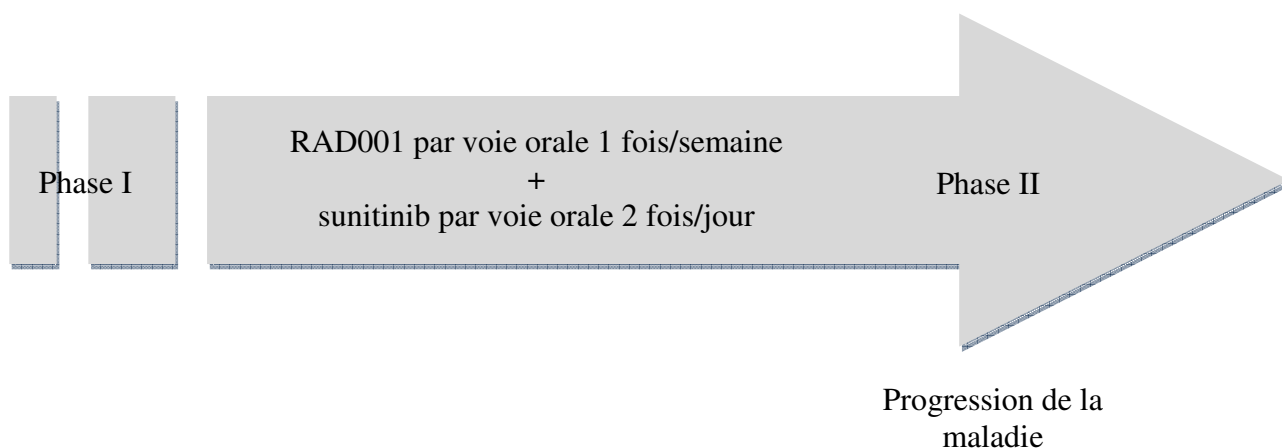 RAD001 par voie orale 1 fois/semaine
+
sunitinib par voie orale 2 fois/jour
Phase I
Phase II
Progression de la
maladie